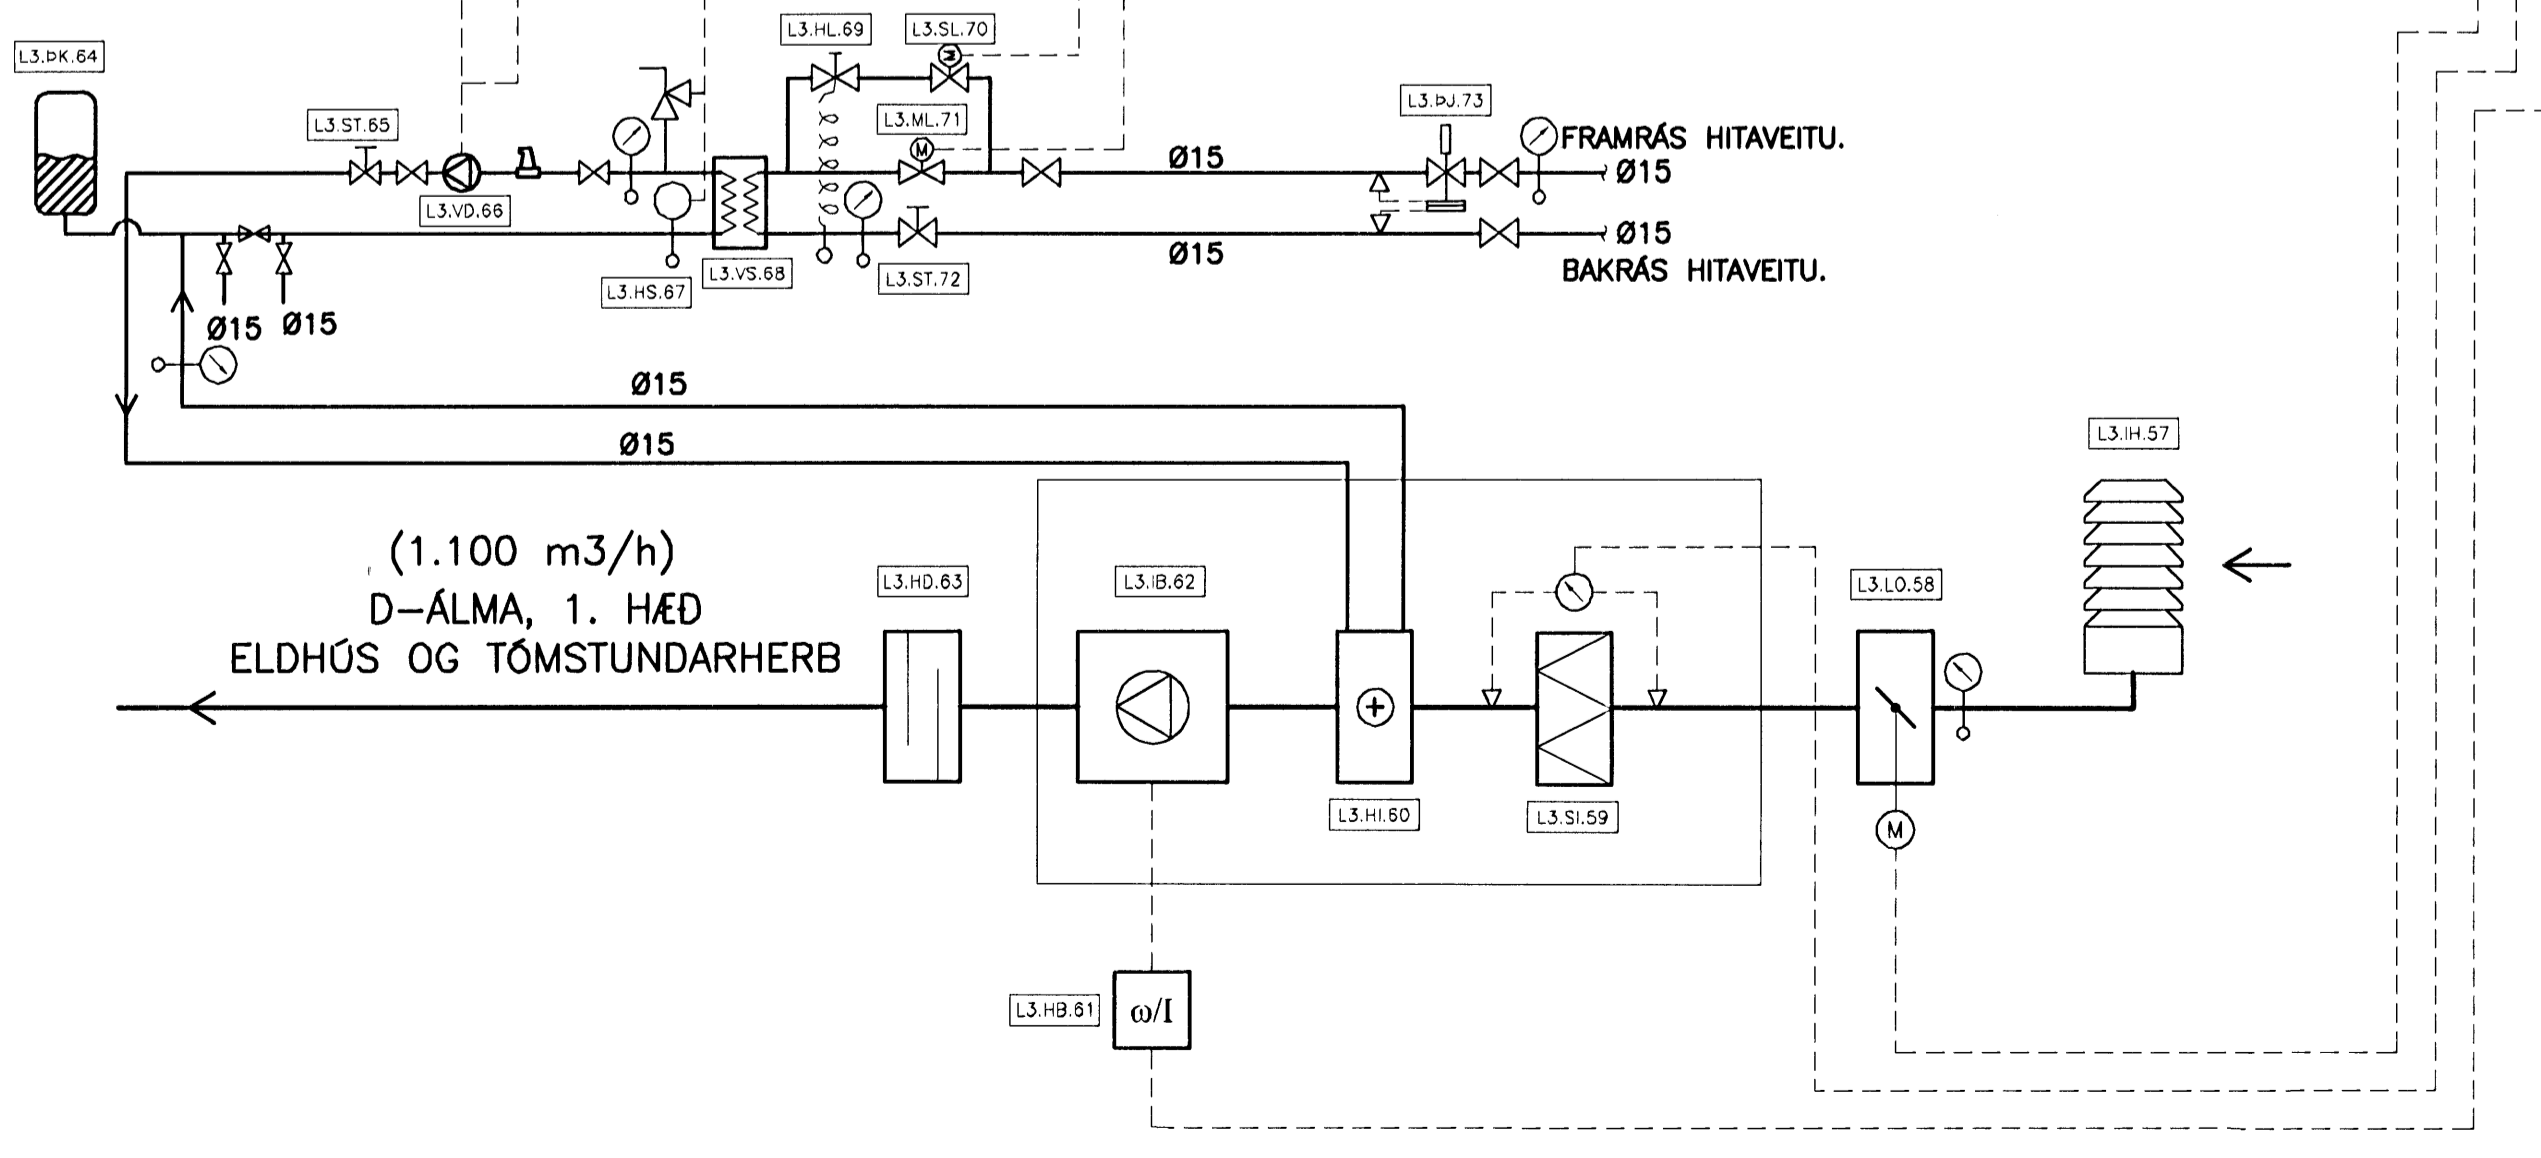 L3.HL.69
L3.SL.70
L3.ÞK.64
M
L3.ST.65
L3.ML.71
M
L3.ÞJ.73
FRAMRÁS HITAVEITU.
Ø15
Ø15
L3.VD.66
Ø15
Ø15
BAKRÁS HITAVEITU.
L3.HS.67
L3.VS.68
L3.ST.72
Ø15
Ø15
Ø15
Ø15
L3.IH.57
(1.100 m3/h)
D-ÁLMA, 1. HÆÐ
ELDHÚS OG TÓMSTUNDARHERB
L3.HD.63
L3.IB.62
L3.LO.58
L3.HI.60
L3.SI.59
M
L3.HB.61
ω/I